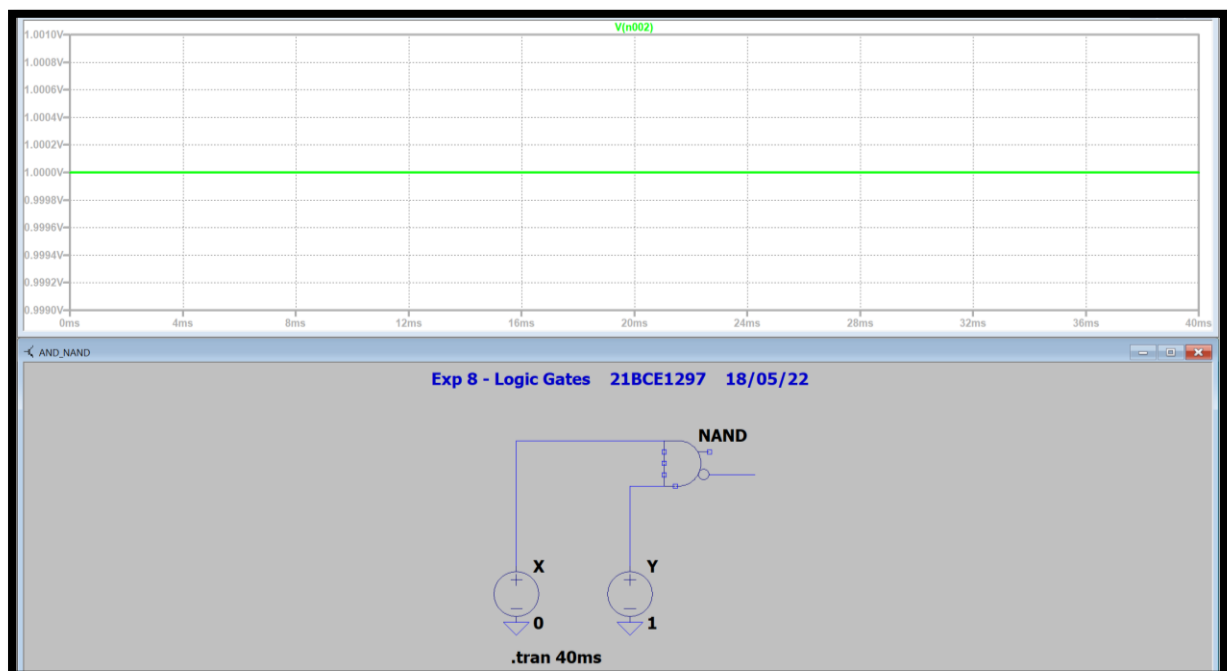 V(n002)
1.0010V
1.0008V
1.0006V
1.0004V
1.0002V
1.0000V
0.9998V
0.9996V
0.9994V
0.9992V
0.9990V
0ms 4ms 8ms 12ms 16ms 20ms 24ms 28ms 32ms 36ms 40ms
AND_NAND
Exp 8 - Logic Gates 21BCE1297 18/05/22
NAND
X Y
0 1
.tran 40ms